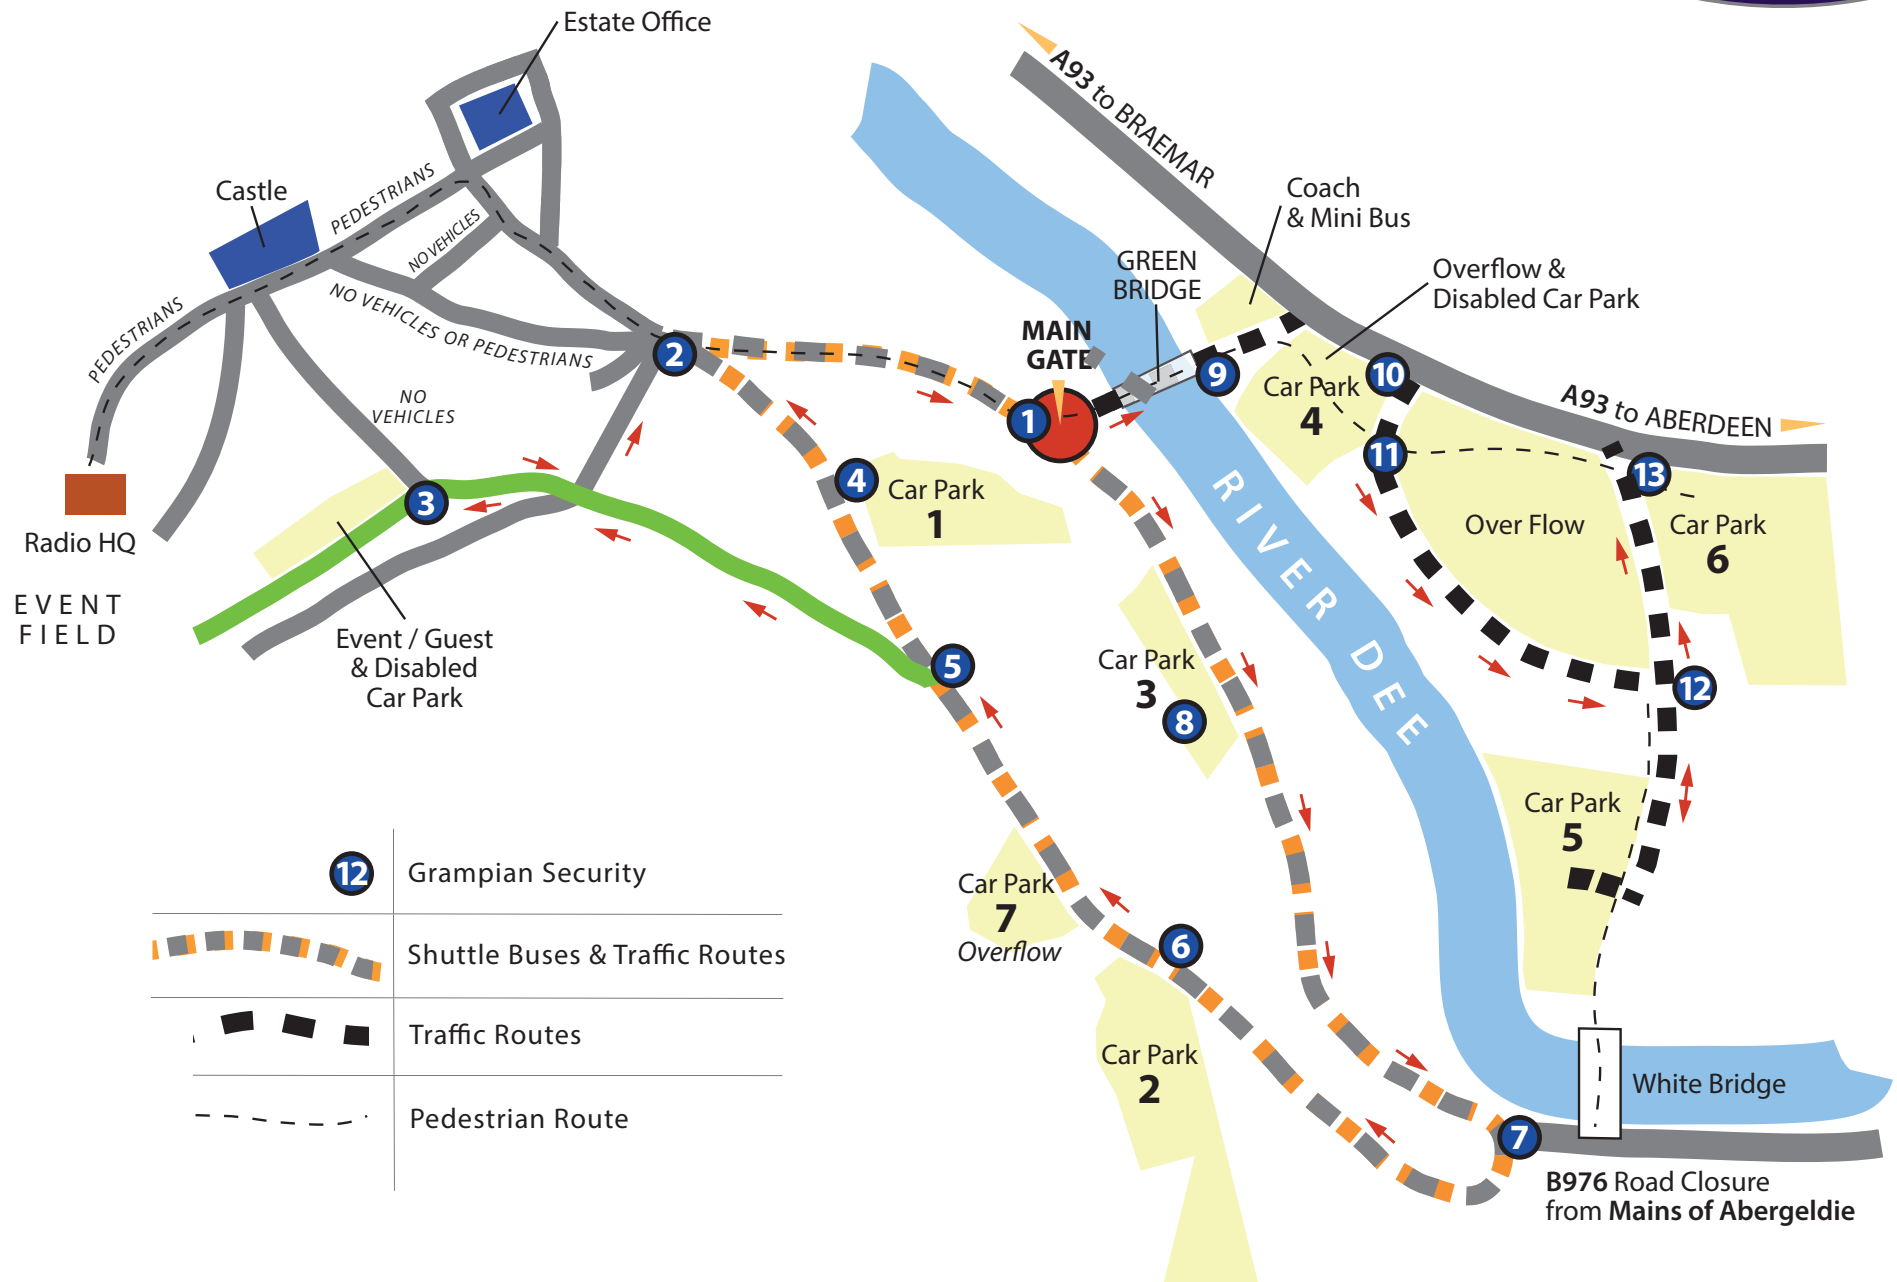 Estate Office
A93 to BRAEMAR
Castle
PEDESTRIANS
NO VEHICLES
PEDESTRIANS
NO VEHICLES OR PEDESTRIANS
NO
VEHICLES
Coach
& Mini Bus
GREEN
BRIDGE
Overflow &
Disabled Car Park
MAIN
GATE
2
1
9
10
Car Park
4
A93 to ABERDEEN
11
13
3
4
Car Park
1
Over Flow
Car Park
6
Radio HQ
EVENT
FIELD
RIVER DEE
Event / Guest
& Disabled
Car Park
5
Car Park
3
8
12
Car Park
5
12
Grampian Security
Car Park
7
Overflow
Shuttle Buses & Traffic Routes
6
Traffic Routes
Car Park
2
White Bridge
Pedestrian Route
7
B976 Road Closure
from Mains of Abergeldie